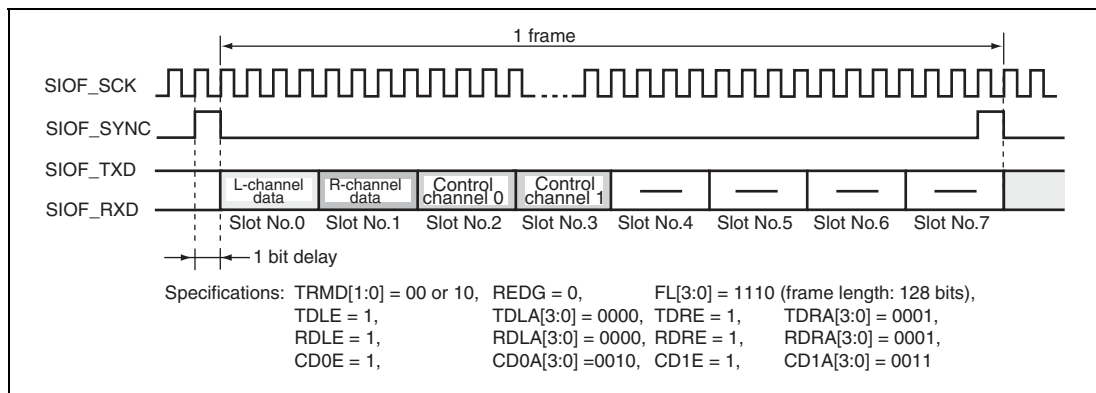 1 frame
SIOF_SCK
SIOF_SYNC
SIOF_TXD
SIOF_RXD
L-channel data
R-channel data
Control channel 0
Control channel 1
Slot No.0 Slot No.1 Slot No.2 Slot No.3 Slot No.4 Slot No.5 Slot No.6 Slot No.7
1 bit delay
Specifications: TRMD[1:0] = 00 or 10, REDG = 0, FL[3:0] = 1110 (frame length: 128 bits),
TDLE = 1, TDLA[3:0] = 0000, TDRE = 1, TDRA[3:0] = 0001,
RDLE = 1, RDLA[3:0] = 0000, RDRE = 1, RDRA[3:0] = 0001,
CD0E = 1, CD0A[3:0] =0010, CD1E = 1, CD1A[3:0] = 0011